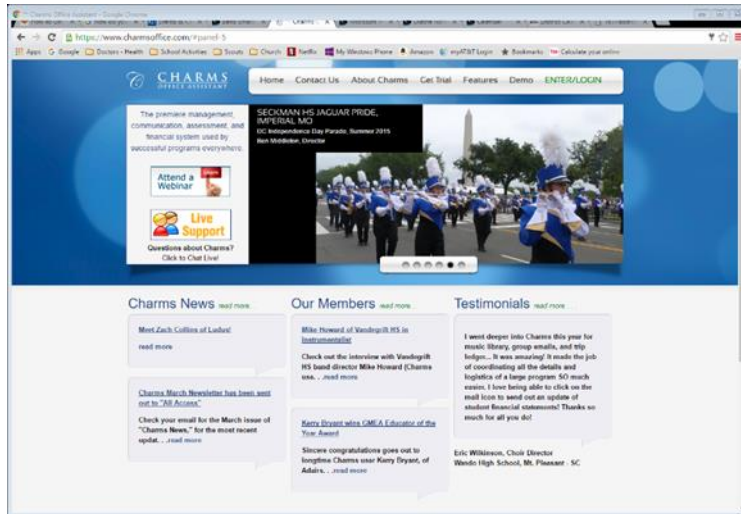 Charms Office Assistant - Google Chrome
https://www.charmsoffice.com/#panel-5
Apps Google Doctors - Health School Activities Scouts Church Netflix My Windows Phone Amazon myAT&T Login Bookmarks Calculate your online
CHARMS
OFFICE ASSISTANT
Home Contact Us About Charms Get Trial Features Demo ENTER/LOGIN
The premiere management,
communication, assessment, and
financial system used by
successful programs everywhere.
Attend a
Webinar
Live
Support
Questions about Charms?
Click to Chat Live!
SECKMAN HS JAGUAR PRIDE,
IMPERIAL MO
DC Independence Day Parade, Summer 2015
Ben Middleton, Director
Charms News read more
Meet Zach Collins of Ludus!
read more
Charms March Newsletter has been sent
out to "All Access"
Check your email for the March issue of
"Charms News," for the most recent
updat. . .read more
Our Members read more
Mike Howard of Vandegrift HS in
Instrumentalist
Check out the interview with Vandegrift
HS band director Mike Howard (Charms
usa. . .read more
Kerry Bryant wins GMEA Educator of the
Year Award
Sincere congratulations goes out to
longtime Charms user Kerry Bryant, of
Adairs. . .read more
Testimonials read more . . .
I went deeper into Charms this year for
music library, group emails, and trip
ledger... It was amazing! It made the job
of coordinating all the details and
logistics of a large program SO much
easier. I love being able to click on the
mail icon to send out an update of
student financial statements! Thanks so
much for all you do!
Eric Wilkinson, Choir Director
Wando High School, Mt. Pleasant - SC